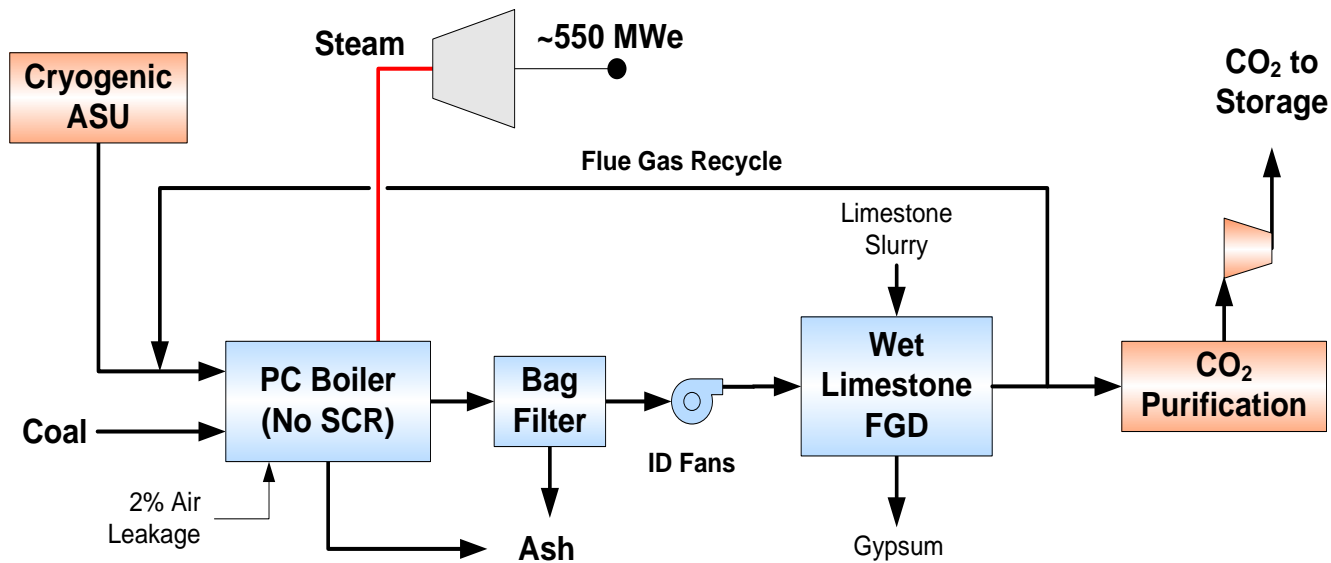 Cryogenic
ASU
Steam
~550 MWe
CO₂ to
Storage
Flue Gas Recycle
Limestone
Slurry
PC Boiler
(No SCR)
Bag
Filter
Wet
Limestone
FGD
CO₂
Purification
Coal
ID Fans
2% Air
Leakage
Ash
Gypsum